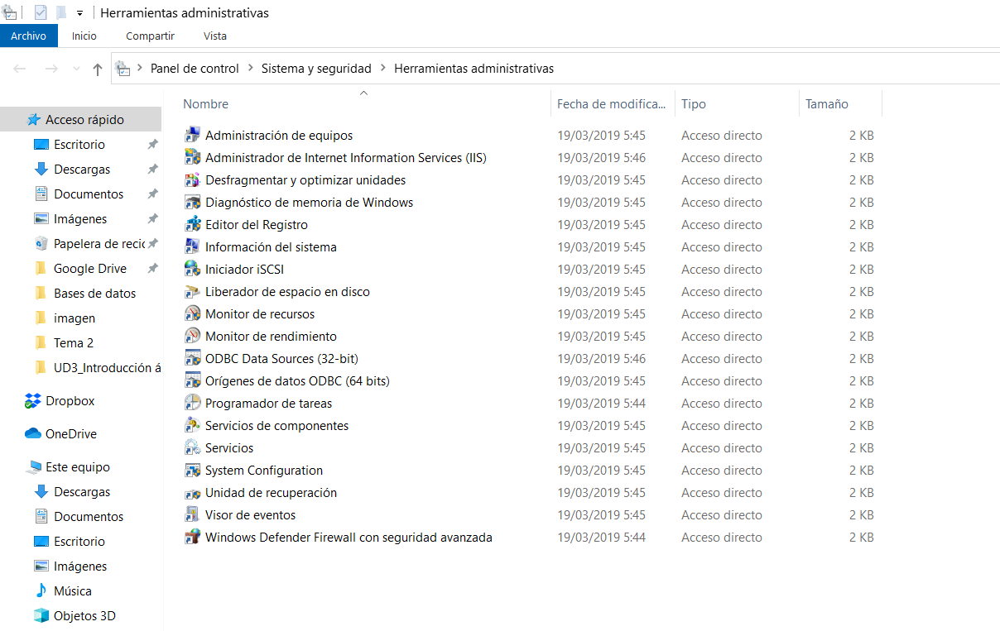 Herramientas administrativas
Archivo Inicio Compartir Vista
Panel de control Sistema y seguridad Herramientas administrativas
Nombre Fecha de modifica... Tipo Tamaño
Acceso rápido
Escritorio
Descargas
Documentos
Imágenes
Papelera de recic
Google Drive
Bases de datos
imagen
Tema 2
UD3_Introducción á
Dropbox
OneDrive
Este equipo
Descargas
Documentos
Escritorio
Imágenes
Música
Objetos 3D
Administración de equipos 19/03/2019 5:45 Acceso directo 2 KB
Administrador de Internet Information Services (IIS) 19/03/2019 5:46 Acceso directo 2 KB
Desfragmentar y optimizar unidades 19/03/2019 5:45 Acceso directo 2 KB
Diagnóstico de memoria de Windows 19/03/2019 5:45 Acceso directo 2 KB
Editor del Registro 19/03/2019 5:45 Acceso directo 2 KB
Información del sistema 19/03/2019 5:45 Acceso directo 2 KB
Iniciador iSCSI 19/03/2019 5:45 Acceso directo 2 KB
Liberador de espacio en disco 19/03/2019 5:45 Acceso directo 2 KB
Monitor de recursos 19/03/2019 5:45 Acceso directo 2 KB
Monitor de rendimiento 19/03/2019 5:45 Acceso directo 2 KB
ODBC Data Sources (32-bit) 19/03/2019 5:46 Acceso directo 2 KB
Orígenes de datos ODBC (64 bits) 19/03/2019 5:45 Acceso directo 2 KB
Programador de tareas 19/03/2019 5:44 Acceso directo 2 KB
Servicios de componentes 19/03/2019 5:45 Acceso directo 2 KB
Servicios 19/03/2019 5:45 Acceso directo 2 KB
System Configuration 19/03/2019 5:45 Acceso directo 2 KB
Unidad de recuperación 19/03/2019 5:45 Acceso directo 2 KB
Visor de eventos 19/03/2019 5:45 Acceso directo 2 KB
Windows Defender Firewall con seguridad avanzada 19/03/2019 5:44 Acceso directo 2 KB